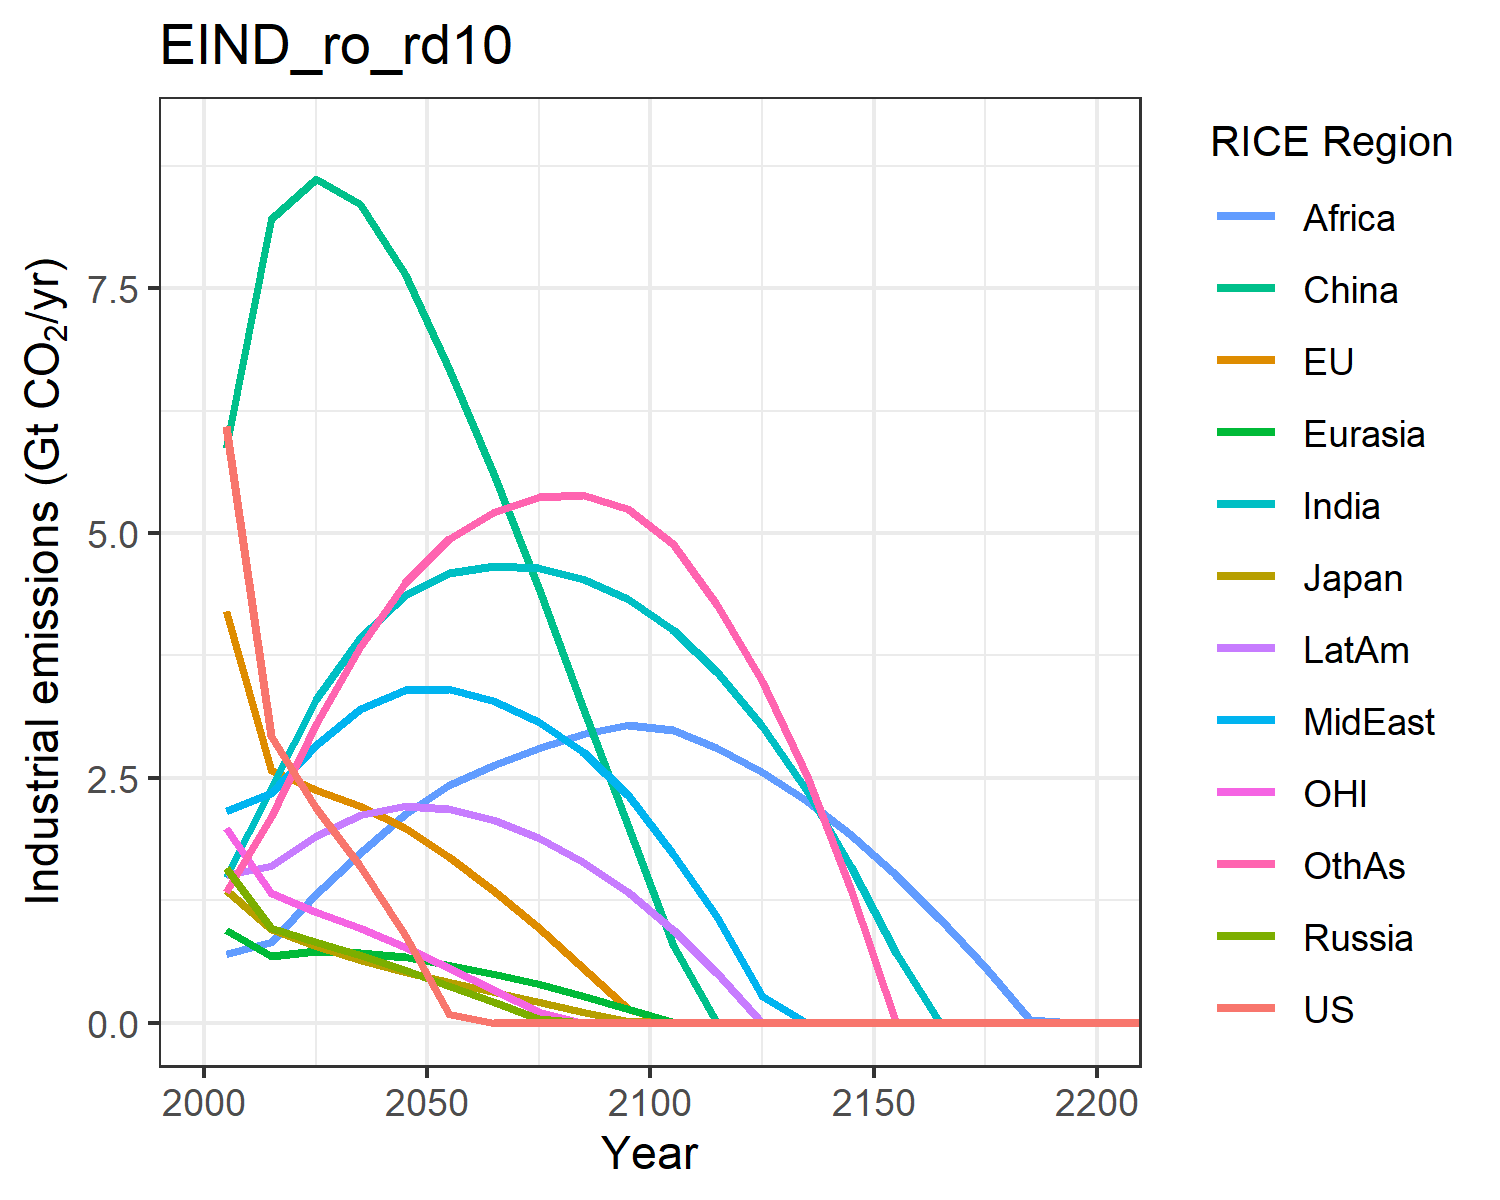 EIND_ro_rd10
Industrial emissions (Gt CO₂/yr)
7.5
5.0
2.5
0.0
2000
2050
2100
2150
2200
Year
RICE Region
Africa
China
EU
Eurasia
India
Japan
LatAm
MidEast
OHI
OthAs
Russia
US